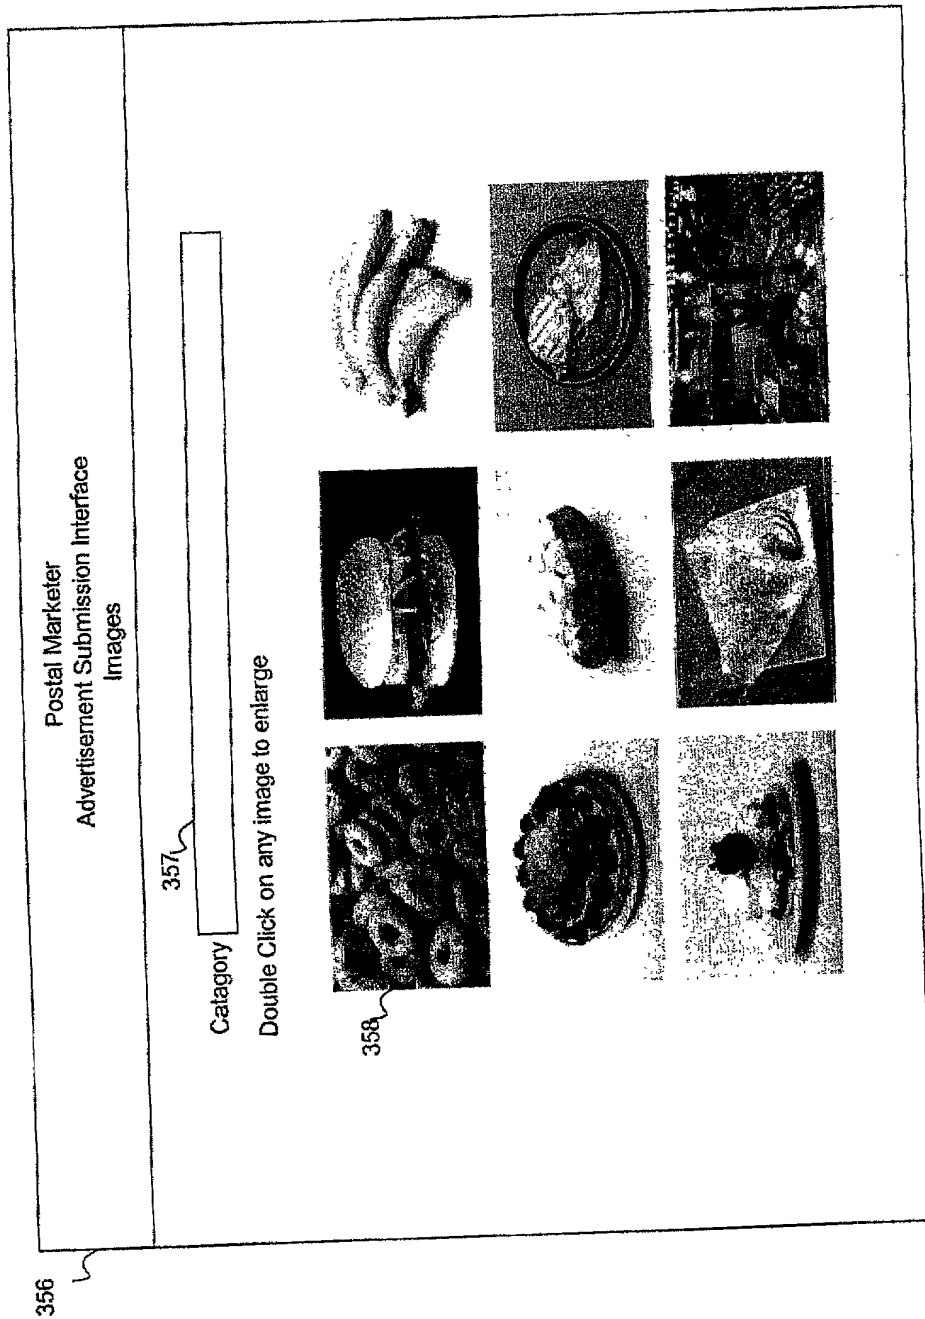 Postal Marketer
Advertisement Submission Interface
Images
356
357
Catagory
Double Click on any image to enlarge
358